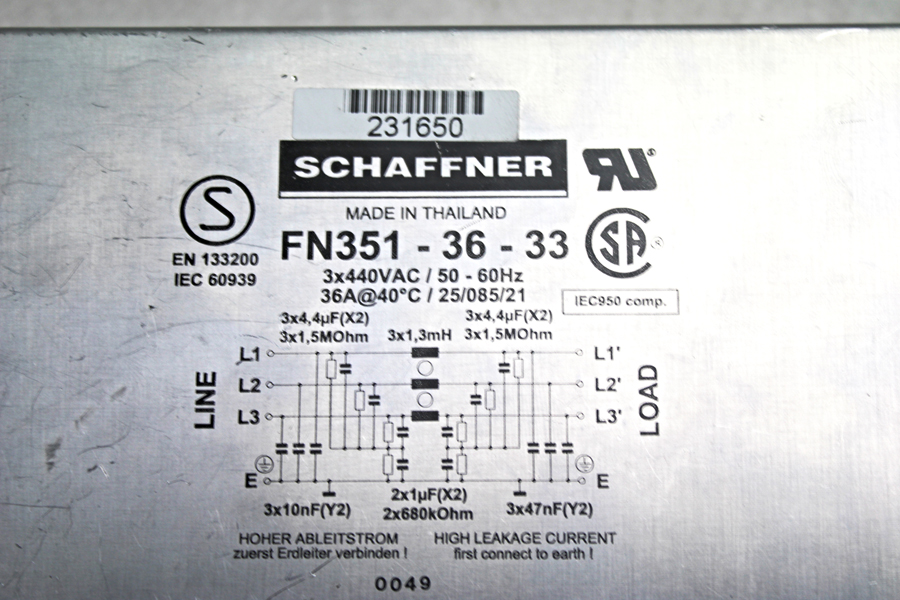 231650
SCHAFFNER
MADE IN THAILAND
FN351 - 36 - 33
EN 133200
IEC 60939
3x440VAC / 50 - 60Hz
36A@40°C / 25/085/21
IEC950 comp.
3x4,4µF(X2) 3x4,4µF(X2)
3x1,5MOhm 3x1,3mH 3x1,5MOhm
LINE
L1 L1'
L2 L2'
L3 L3'
LOAD
E E
3x10nF(Y2) 2x1µF(X2) 3x47nF(Y2)
2x680kOhm
HOHER ABLEITSTROM HIGH LEAKAGE CURRENT
zuerst Erdleiter verbinden ! first connect to earth !
0049